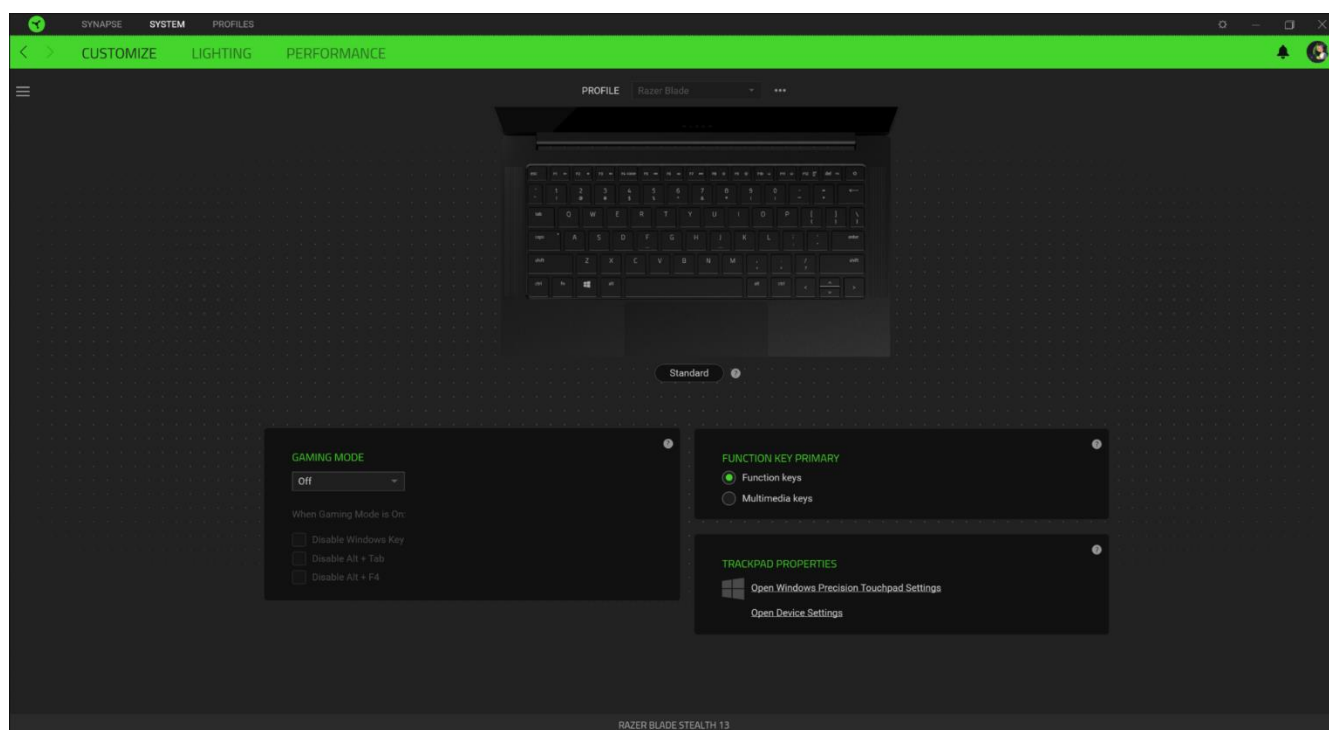 SYNAPSE SYSTEM PROFILES
CUSTOMIZE LIGHTING PERFORMANCE
PROFILE Razer Blade
Q W E R T Y U I O P
A S D F G H J K L
Z X C V B N M
Standard
GAMING MODE
Off
When Gaming Mode is On:
Disable Windows Key
Disable Alt + Tab
Disable Alt + F4
FUNCTION KEY PRIMARY
Function keys
Multimedia keys
TRACKPAD PROPERTIES
Open Windows Precision Touchpad Settings
Open Device Settings
RAZER BLADE STEALTH 13